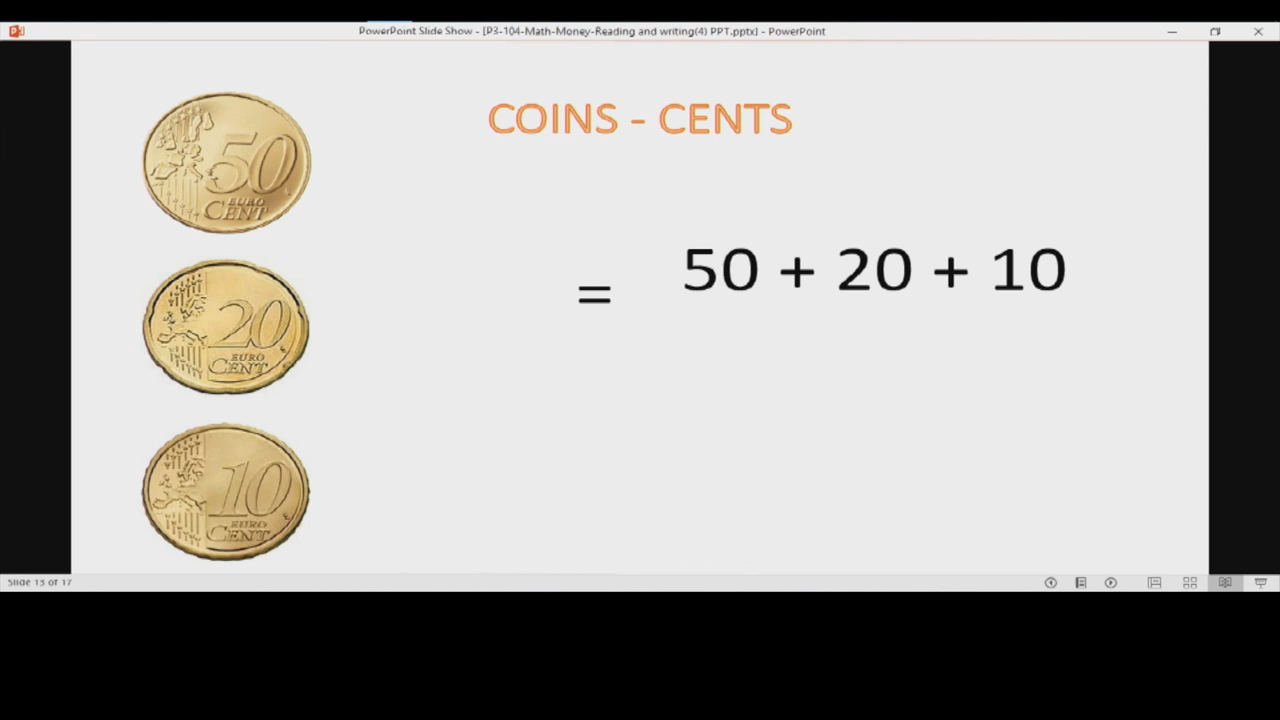 PowerPoint Slide Show - [P3-104-Math-Money-Reading and writing(4) PPT.pptx] - PowerPoint
COINS - CENTS
50
EURO
CENT
= 50 + 20 + 10
20
EURO
CENT
10
EURO
CENT
Slide 13 of 17